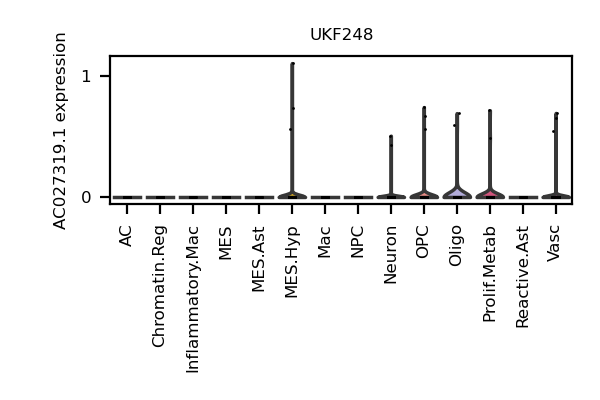 UKF248
AC027319.1 expression
1
0
AC
Chromatin.Reg
Inflammatory.Mac
MES
MES.Ast
MES.Hyp
Mac
NPC
Neuron
OPC
Oligo
Prolif.Metab
Reactive.Ast
Vasc